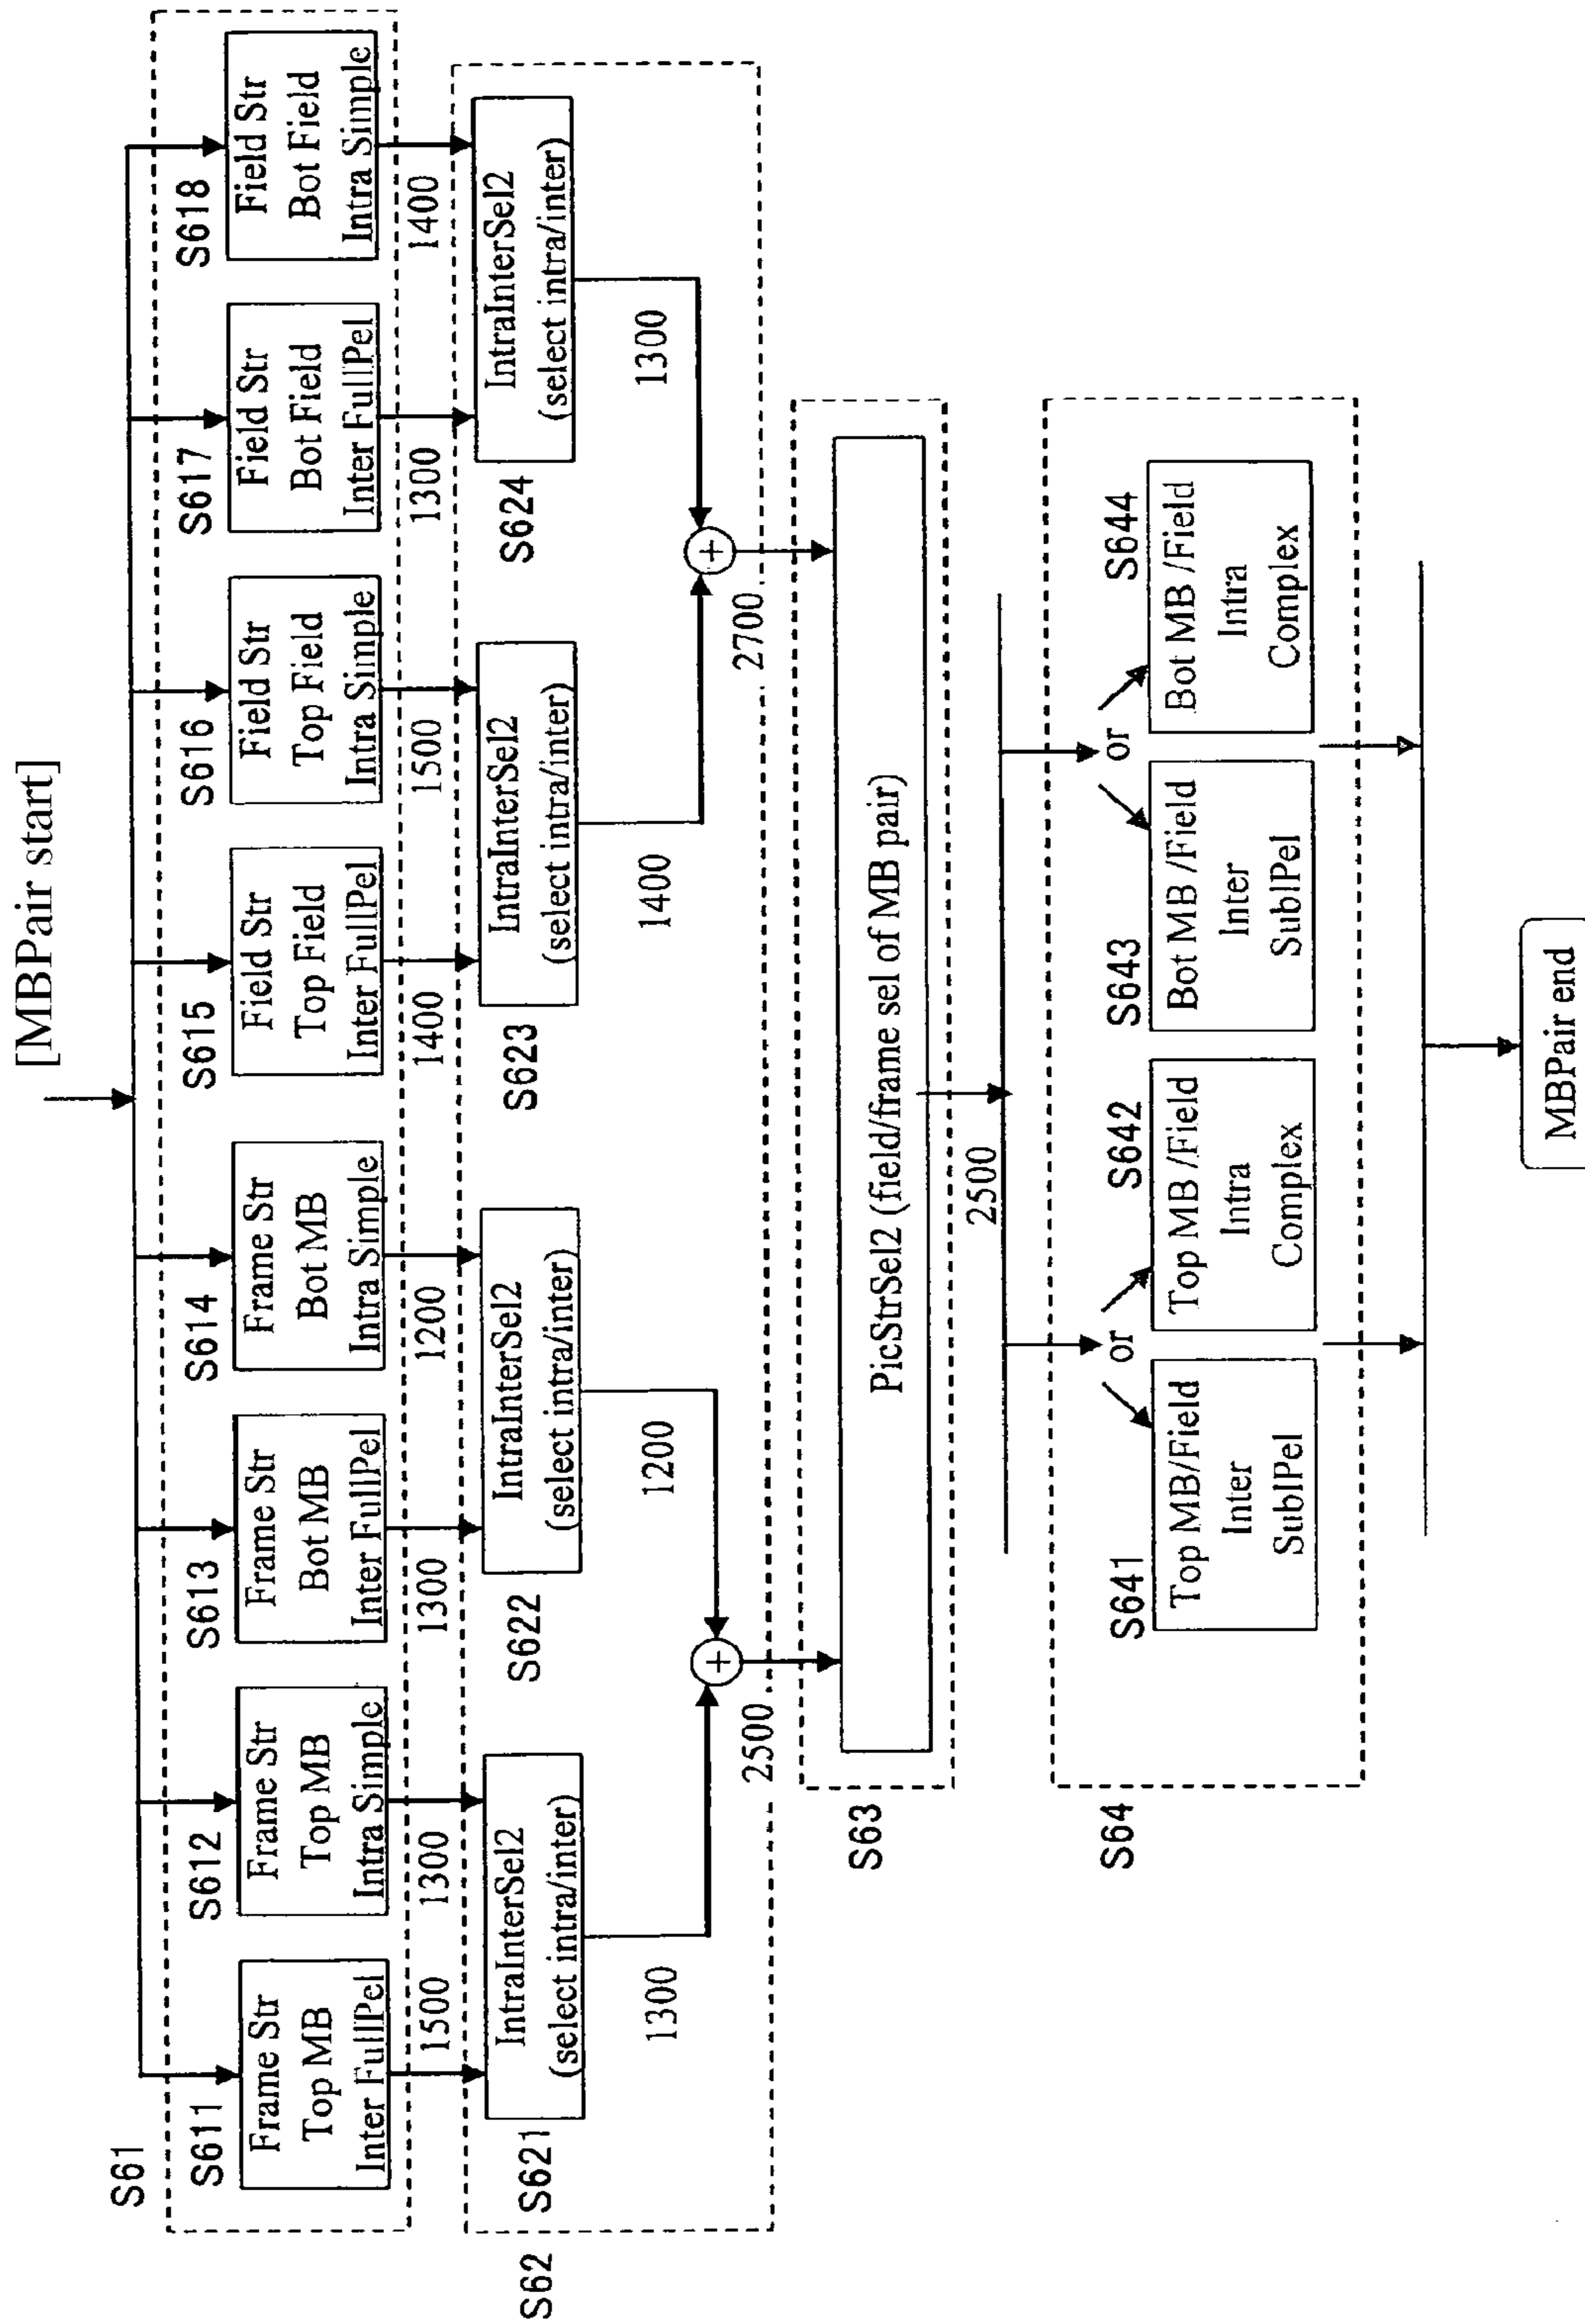 [MBPair start]
S61
S611
Frame Str
Top MB
Inter FullPel
S612
Frame Str
Top MB
Intra Simple
S613
Frame Str
Bot MB
Inter FullPel
S614
Frame Str
Bot MB
Intra Simple
S615
Field Str
Top Field
Inter FullPel
S616
Field Str
Top Field
Intra Simple
S617
Field Str
Bot Field
Inter FullPel
S618
Field Str
Bot Field
Intra Simple
1500
1300
1300
1200
1400
1500
1300
1400
S62
S621
IntraInterSel2
(select intra/inter)
S622
IntraInterSel2
(select intra/inter)
S623
IntraInterSel2
(select intra/inter)
S624
IntraInterSel2
(select intra/inter)
1300
1200
1400
1300
+
+
2500
2700
S63
PicStrSel2 (field/frame sel of MB pair)
2500
S64
or
or
S641
Top MB/Field
Inter
SublPel
S642
Top MB /Field
Intra
Complex
S643
Bot MB /Field
Inter
SublPel
S644
Bot MB /Field
Intra
Complex
MBPair end